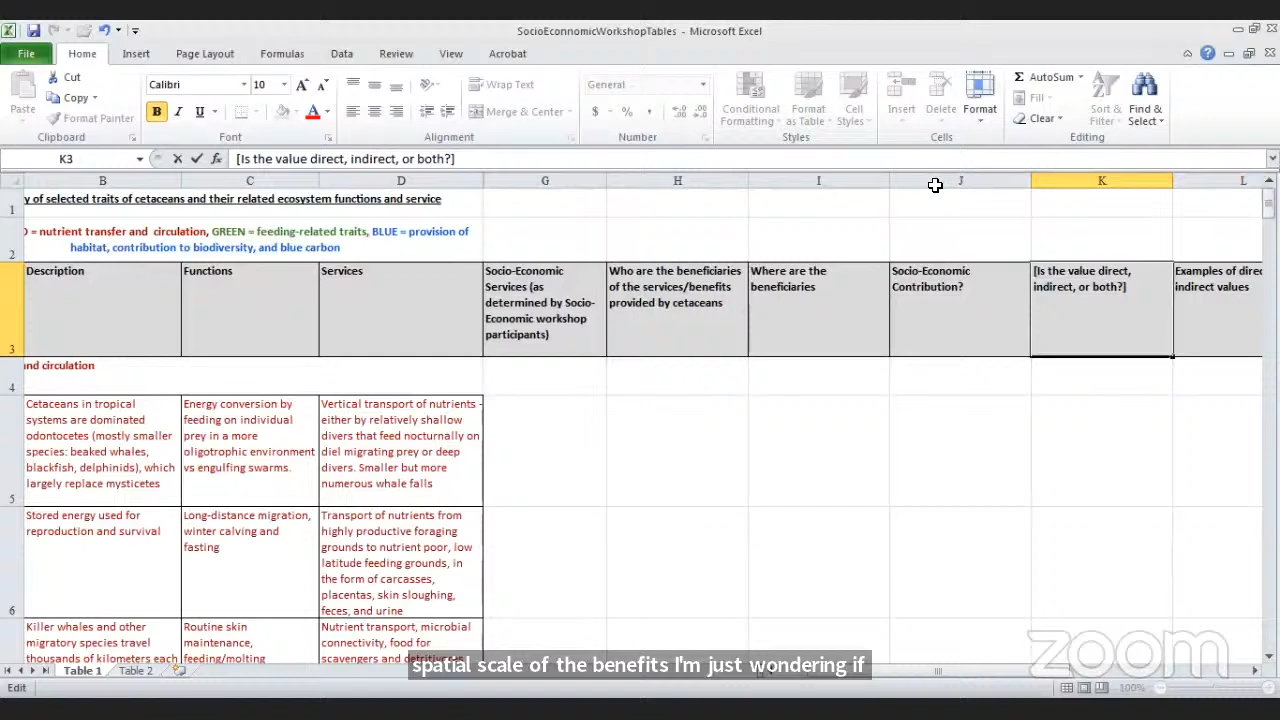 SocioEconnomicWorkshopTables - Microsoft Excel
File Home Insert Page Layout Formulas Data Review View Acrobat
Cut
Copy
Format Painter
Paste
Clipboard
Calibri 10
B I U
Font
Wrap Text
Merge & Center
Alignment
General
$ % ,
Number
Conditional Formatting
Format as Table
Cell Styles
Styles
Insert Delete Format
Cells
AutoSum
Fill
Clear
Sort & Filter
Find & Select
Editing
K3 fx [Is the value direct, indirect, or both?]
B C D G H I J K L
1
y of selected traits of cetaceans and their related ecosystem functions and service
2
= nutrient transfer and circulation, GREEN = feeding-related traits, BLUE = provision of
habitat, contribution to biodiversity, and blue carbon
3
Description
Functions
Services
Socio-Economic
Services (as
determined by Socio-
Economic workshop
participants)
Who are the beneficiaries
of the services/benefits
provided by cetaceans
Where are the
beneficiaries
Socio-Economic
Contribution?
[Is the value direct,
indirect, or both?]
Examples of direc
indirect values
4
and circulation
5
Cetaceans in tropical
systems are dominated
odontocetes (mostly smaller
species: beaked whales,
blackfish, delphinids), which
largely replace mysticetes
Energy conversion by
feeding on individual
prey in a more
oligotrophic environment
vs engulfing swarms.
Vertical transport of nutrients -
either by relatively shallow
divers that feed nocturnally on
diel migrating prey or deep
divers. Smaller but more
numerous whale falls
6
Stored energy used for
reproduction and survival
Long-distance migration,
winter calving and
fasting
Transport of nutrients from
highly productive foraging
grounds to nutrient poor, low
latitude feeding grounds, in
the form of carcasses,
placentas, skin sloughing,
feces, and urine
Killer whales and other
migratory species travel
thousands of kilometers each
Routine skin
maintenance,
feeding/molting
Nutrient transport, microbial
connectivity, food for
scavengers and detritivores
spatial scale of the benefits I'm just wondering if
zoom
Table 1 Table 2
Edit
100%